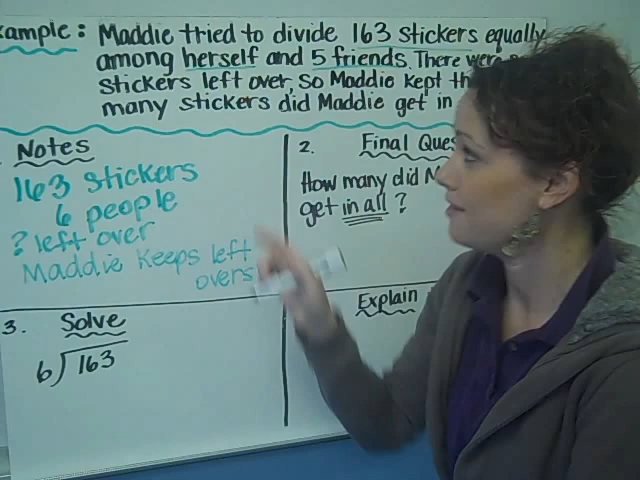 xample: Maddie tried to divide 163 stickers equally
among herself and 5 friends. There were
stickers left over, so Maddie kept th
many stickers did Maddie get in
Notes
163 stickers
6 people
? left over
Maddie Keeps left
overs
2. Final Ques
How many did M
get in all ?
3. Solve
6 163
Explain